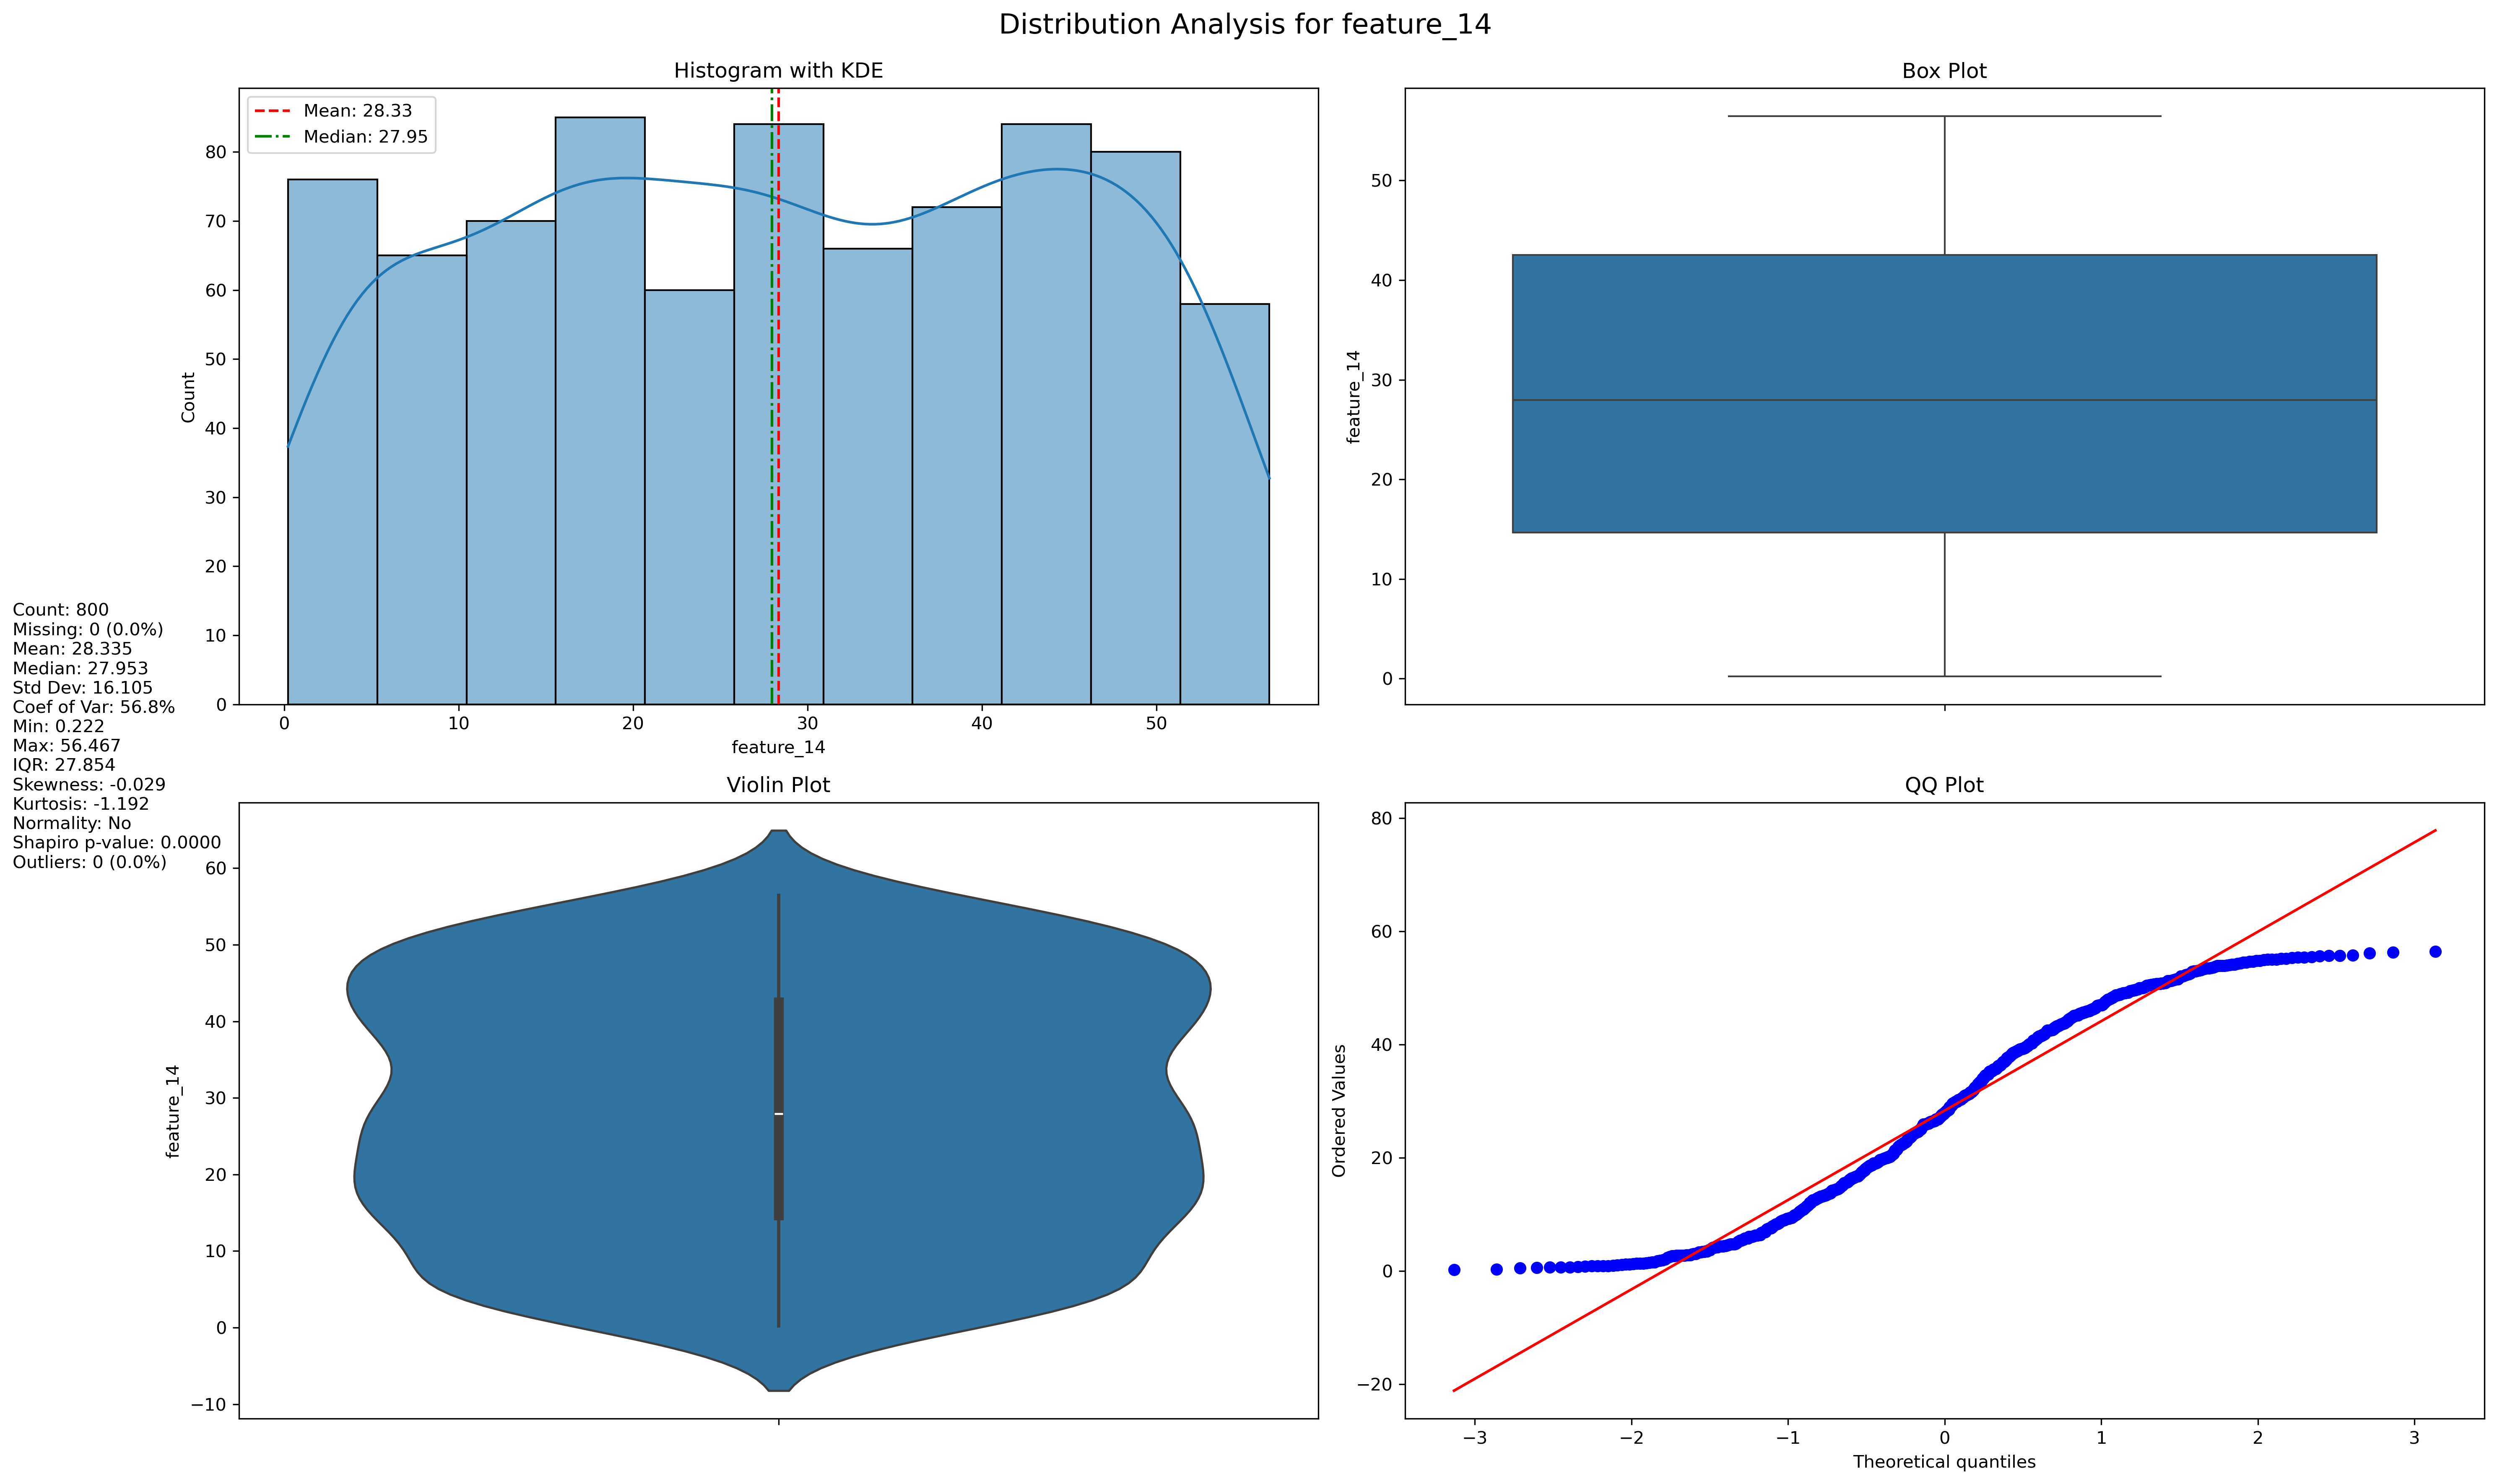 Distribution Analysis for feature_14
Histogram with KDE
Mean: 28.33
Median: 27.95
80
70
60
50
40
30
20
10
0
Count
0 10 20 30 40 50
feature_14
Box Plot
50
40
30
20
10
0
feature_14
Count: 800
Missing: 0 (0.0%)
Mean: 28.335
Median: 27.953
Std Dev: 16.105
Coef of Var: 56.8%
Min: 0.222
Max: 56.467
IQR: 27.854
Skewness: -0.029
Kurtosis: -1.192
Normality: No
Shapiro p-value: 0.0000
Outliers: 0 (0.0%)
Violin Plot
60
50
40
30
20
10
0
−10
feature_14
QQ Plot
80
60
40
20
0
−20
Ordered Values
−3 −2 −1 0 1 2 3
Theoretical quantiles